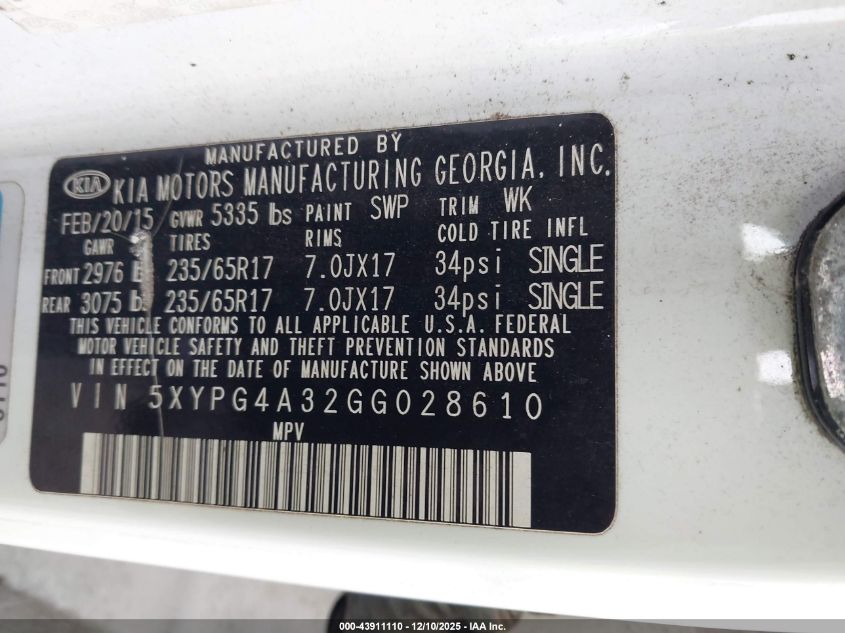 MANUFACTURED BY
KIA KIA MOTORS MANUFACTURING GEORGIA, INC.
FEB/20/15 GVWR 5335 lbs PAINT SWP TRIM WK
GAWR TIRES RIMS COLD TIRE INFL
FRONT 2976 lb 235/65R17 7.0JX17 34psi SINGLE
REAR 3075 lb 235/65R17 7.0JX17 34psi SINGLE
THIS VEHICLE CONFORMS TO ALL APPLICABLE U.S.A. FEDERAL
MOTOR VEHICLE SAFETY AND THEFT PREVENTION STANDARDS
IN EFFECT ON THE DATE OF MANUFACTURE SHOWN ABOVE.
VIN 5XYPG4A32GG028610
MPV
000-43911110 - 12/10/2025 - IAA Inc.